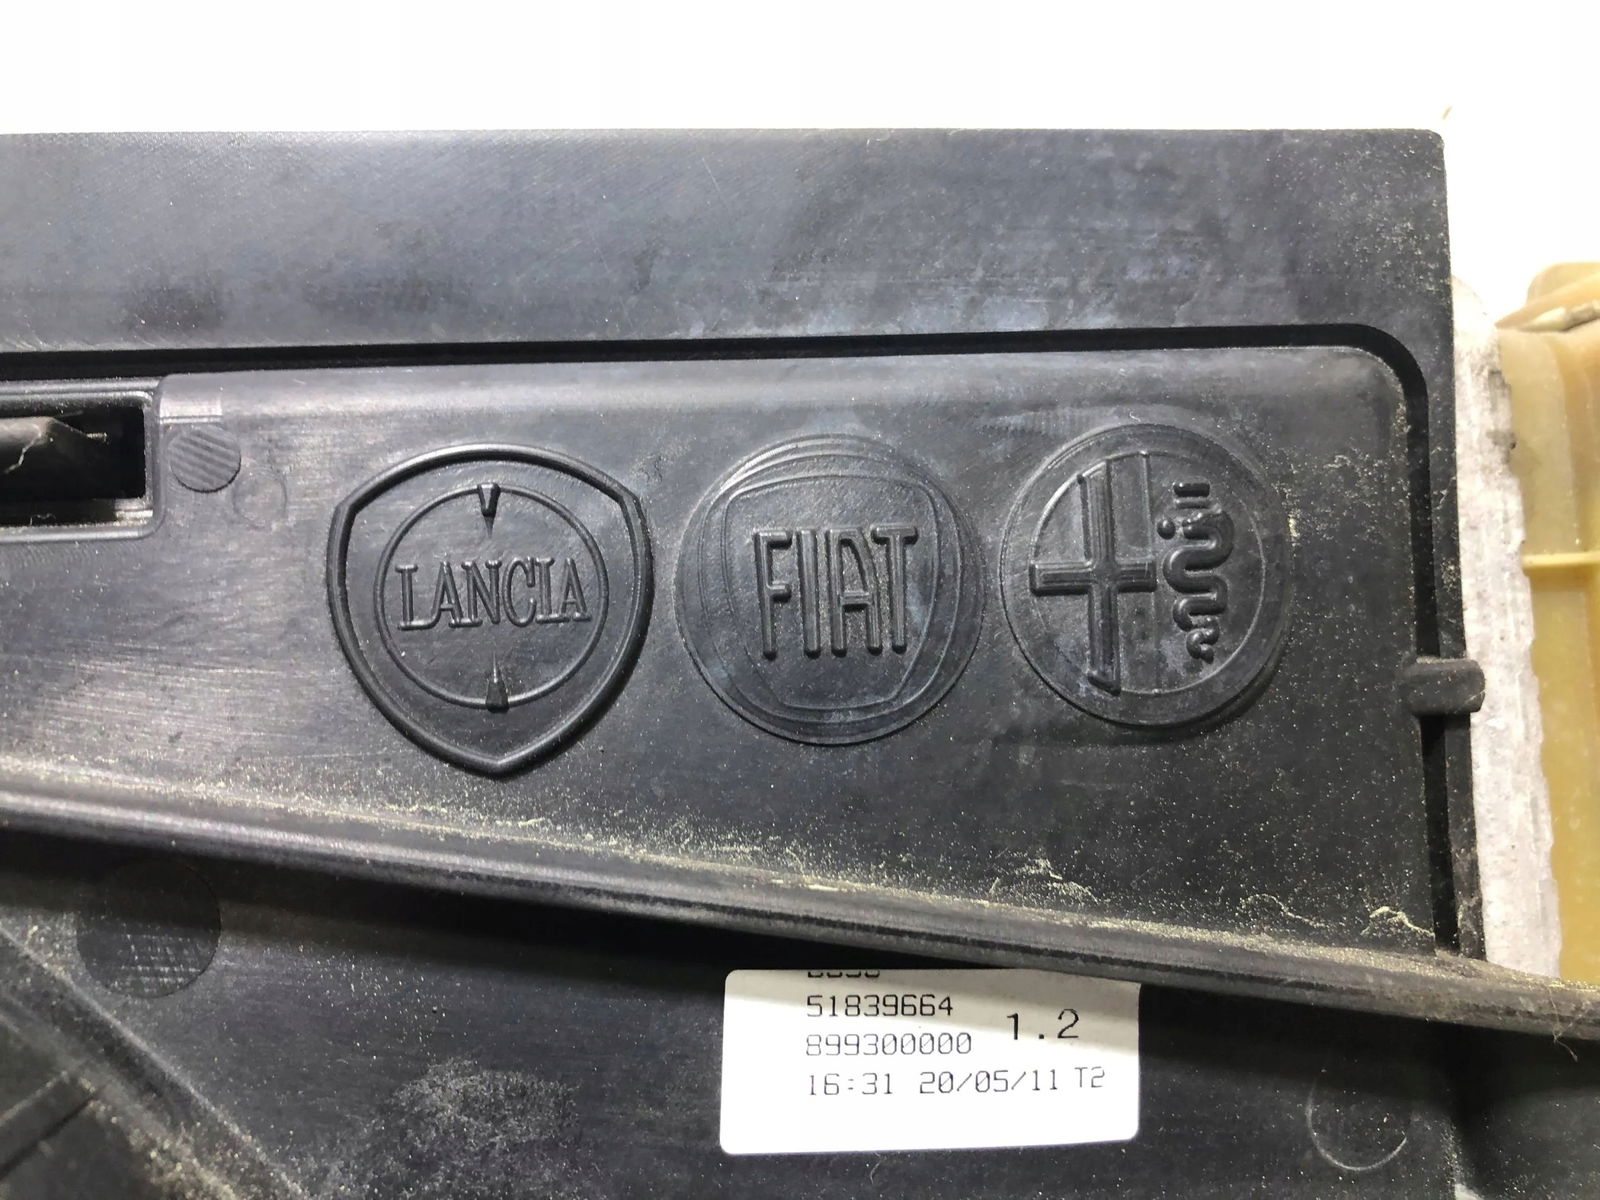 LANCIA
FIAT
51839664
899300000 1.2
16:31 20/05/11 T2